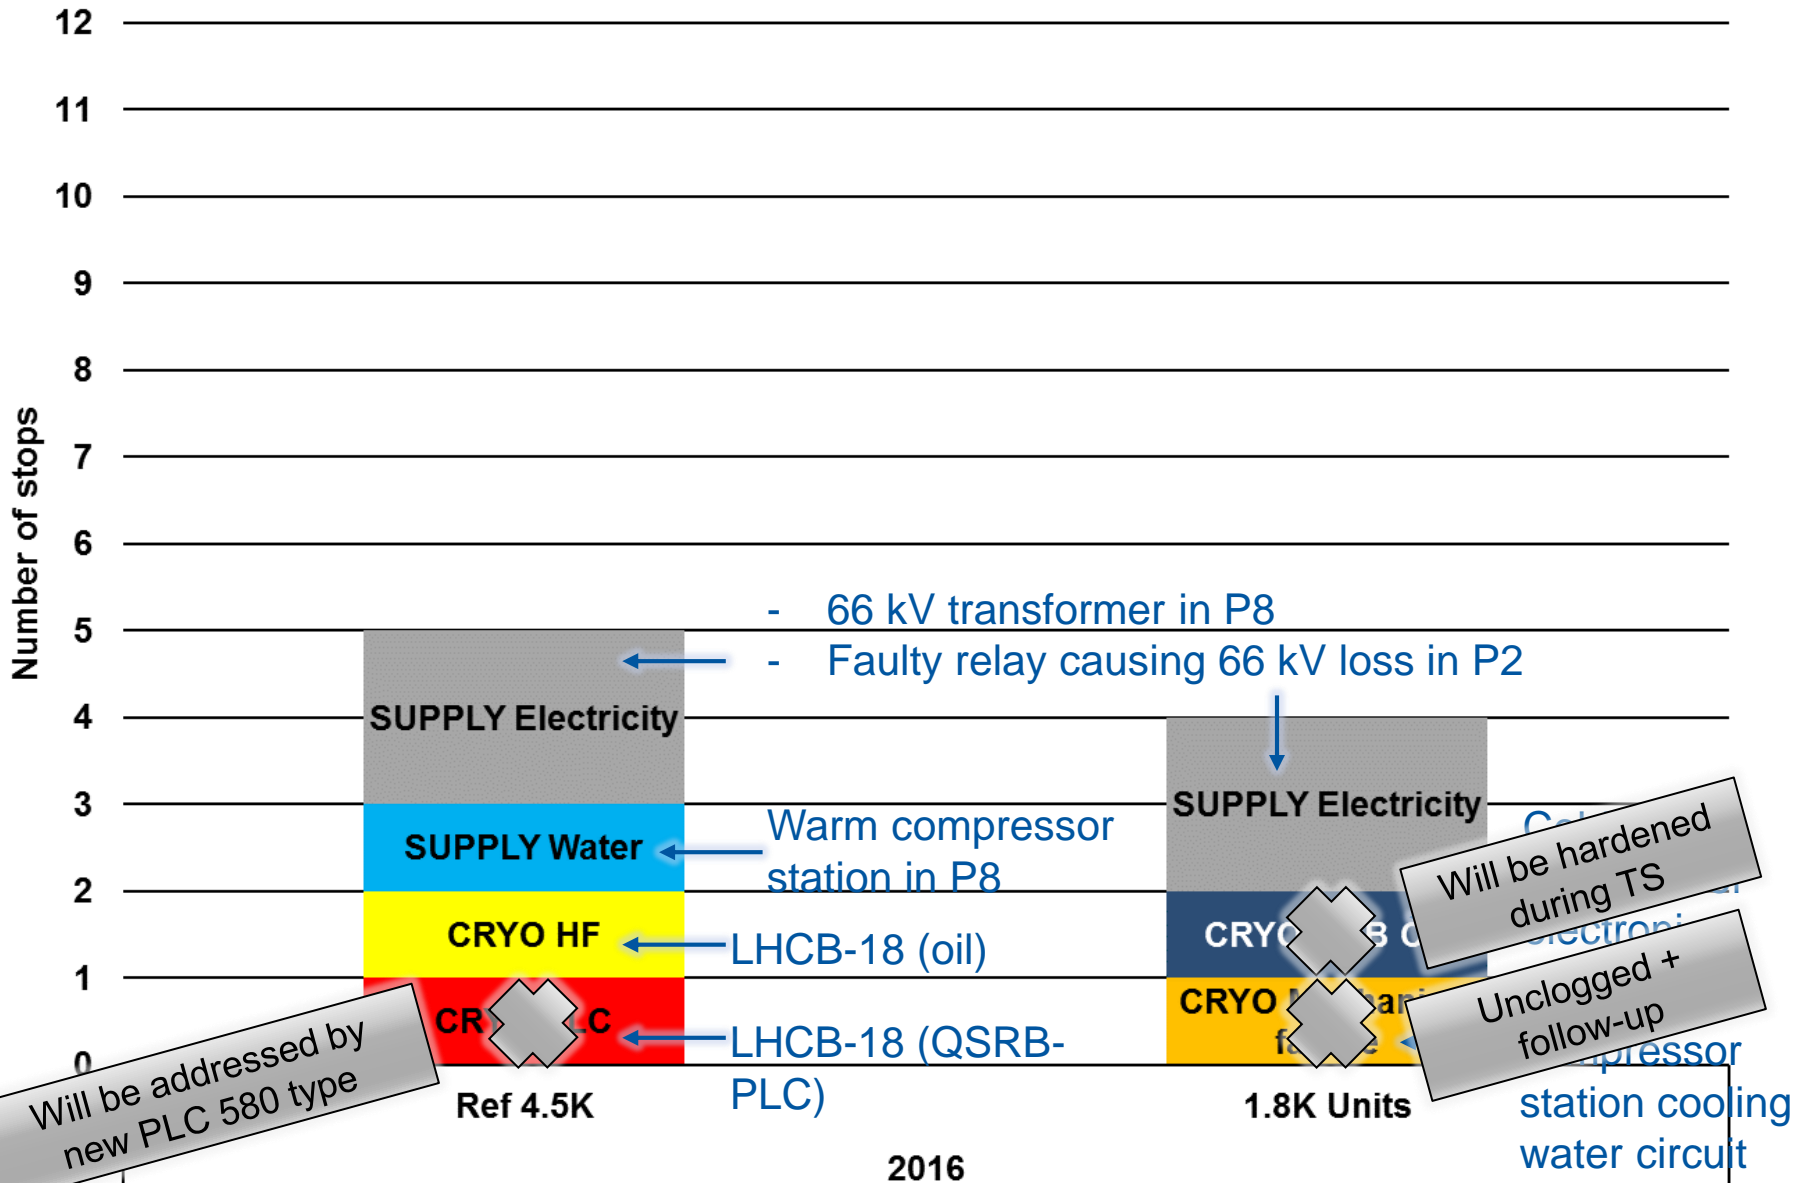 12
11
10
9
8
7
6
5
4
3
2
1
0
Number of stops
- 66 kV transformer in P8
- Faulty relay causing 66 kV loss in P2
SUPPLY Electricity
SUPPLY Water
CRYO HF
Warm compressor
station in P8
LHCB-18 (oil)
LHCB-18 (QSRB-
PLC)
SUPPLY Electricity
CRYO
Will be hardened
during TS
Unclogged +
follow-up
station cooling
water circuit
Will be addressed by
new PLC 580 type
Ref 4.5K
1.8K Units
2016